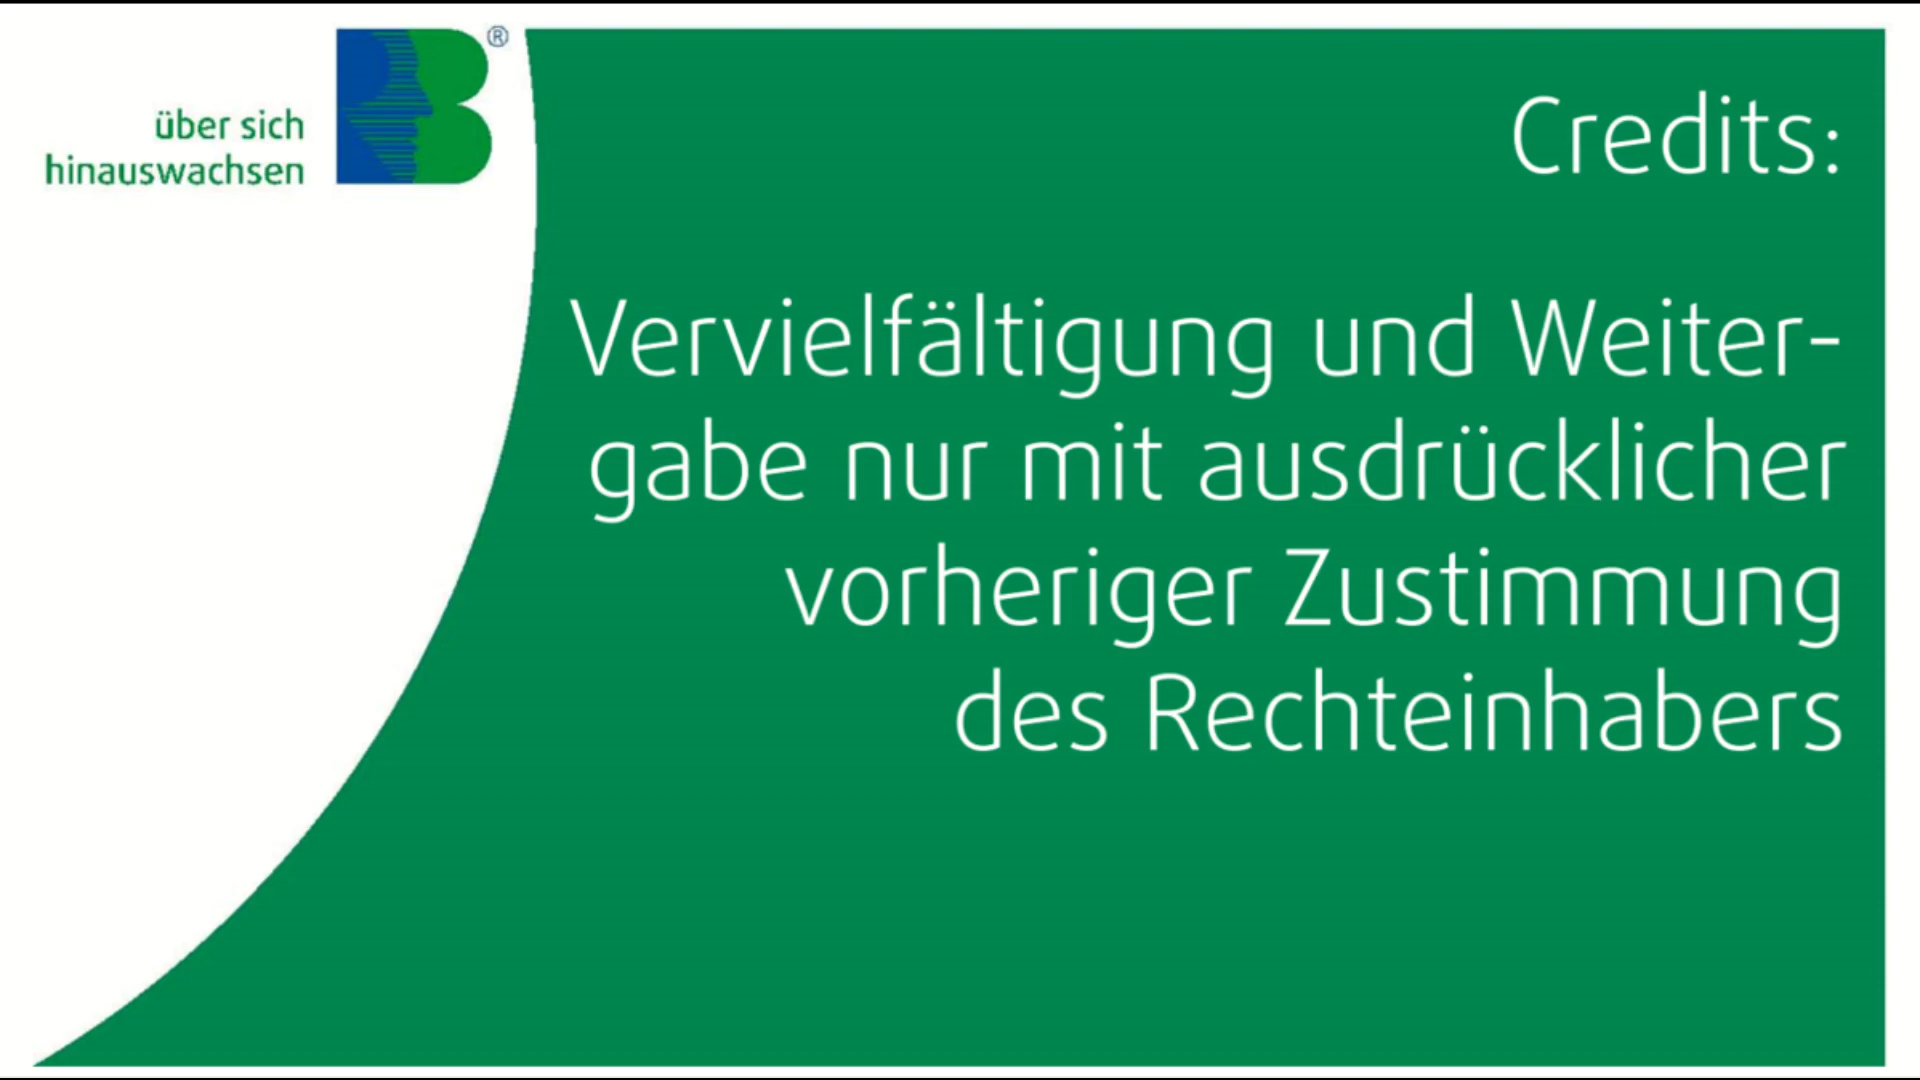 über sich
hinauswachsen
B®
Credits:
Vervielfältigung und Weiter-
gabe nur mit ausdrücklicher
vorheriger Zustimmung
des Rechteinhabers